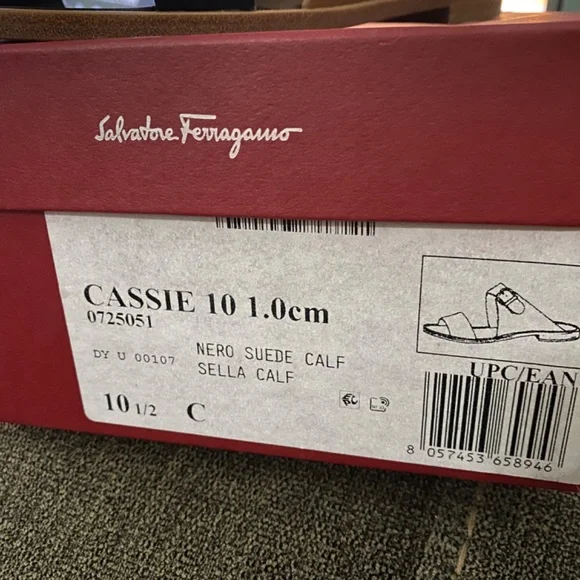 Salvatore Ferragamo
CASSIE 10 1.0cm
0725051
DY U 00107 NERO SUEDE CALF
SELLA CALF
10 1/2 C
UPC/EAN
8 057453 658946